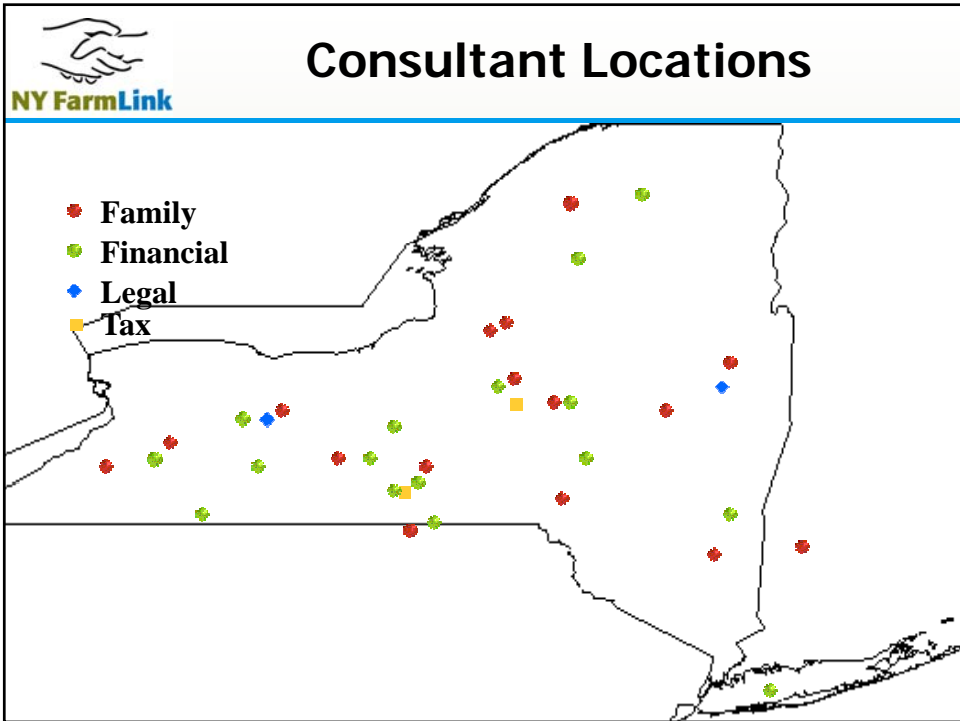 Consultant Locations
NY FarmLink
Family
Financial
Legal
Tax